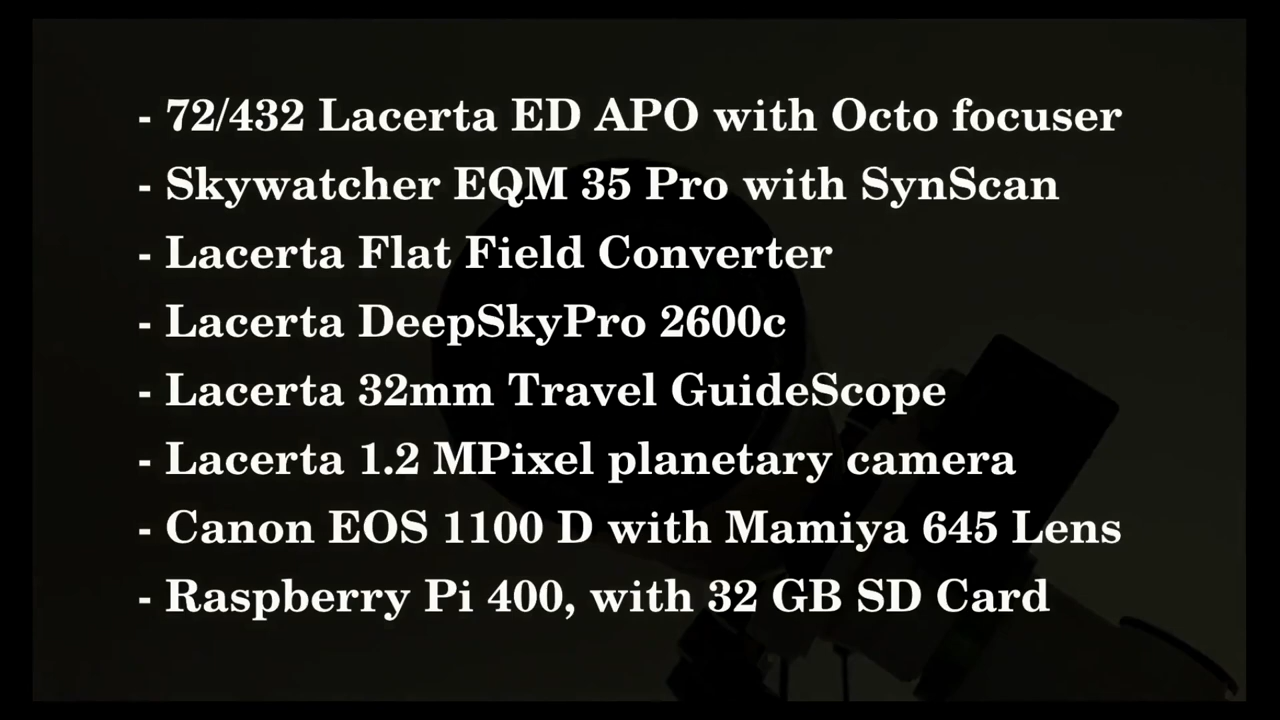 - 72/432 Lacerta ED APO with Octo focuser
- Skywatcher EQM 35 Pro with SynScan
- Lacerta Flat Field Converter
- Lacerta DeepSkyPro 2600c
- Lacerta 32mm Travel GuideScope
- Lacerta 1.2 MPixel planetary camera
- Canon EOS 1100 D with Mamiya 645 Lens
- Raspberry Pi 400, with 32 GB SD Card